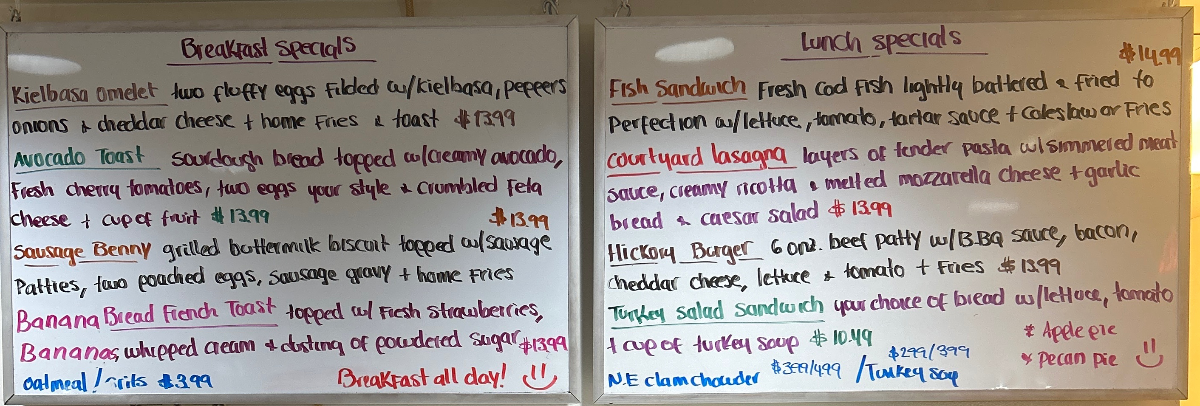 Breakfast specials
Kielbasa omelet two fluffy eggs filded w/kielbasa, peppers
onions & cheddar cheese + home fries & toast $13.99
Avocado Toast sourdough bread topped w/creamy avocado,
Fresh cherry tomatoes, two eggs your style & crumbled feta
cheese + cup of fruit $13.99
$13.99
Sausage Benny grilled buttermilk biscuit topped w/sausage
Patties, two poached eggs, sausage gravy + home fries
Banana Bread French Toast topped w/ fresh strawberries,
Bananas, whipped cream & dusting of powdered sugar $13.99
oatmeal / Grits $3.99 Breakfast all day!
Lunch specials
$14.99
Fish Sandwich Fresh cod fish lightly battered & fried to
Perfection w/lettuce, tomato, tartar sauce + coleslaw or Fries
Courtyard lasagna layers of tender pasta w/simmered meat
sauce, creamy ricotta & melted mozzarella cheese + garlic
bread & caesar salad $13.99
Hickory Burger 6 onz. beef patty w/B.BQ sauce, bacon,
cheddar cheese, lettuce & tomato + Fries $13.99
Turkey Salad Sandwich your choice of bread w/lettuce, tomato
+ cup of turkey soup $10.49
* Apple pie
* Pecan Pie
$2.99/3.99
N.E clam chowder $3.99/4.99 /Turkey soup